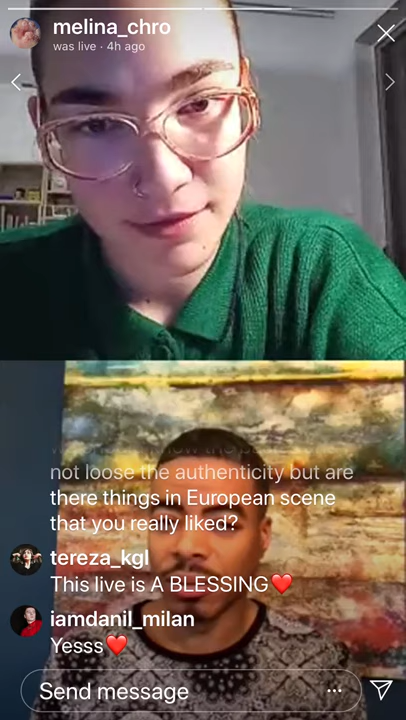 melina_chro
was live · 4h ago
not loose the authenticity but are
there things in European scene
that you really liked?
tereza_kgl
This live is A BLESSING❤️
iamdanil_milan
Yesss❤️
Send message